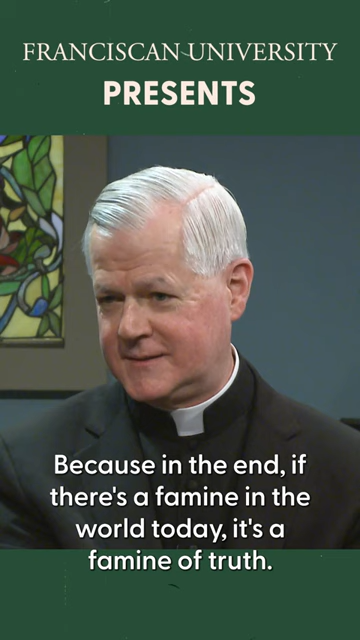 FRANCISCAN UNIVERSITY
PRESENTS
Because in the end, if
there's a famine in the
world today, it's a
famine of truth.